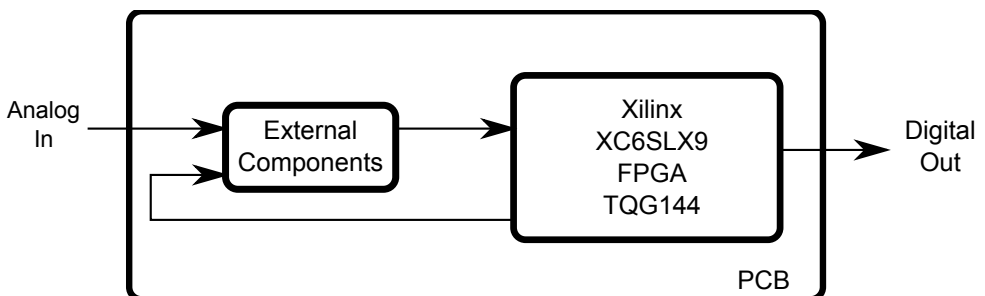 Analog
In
External
Components
Xilinx
XC6SLX9
FPGA
TQG144
Digital
Out
PCB